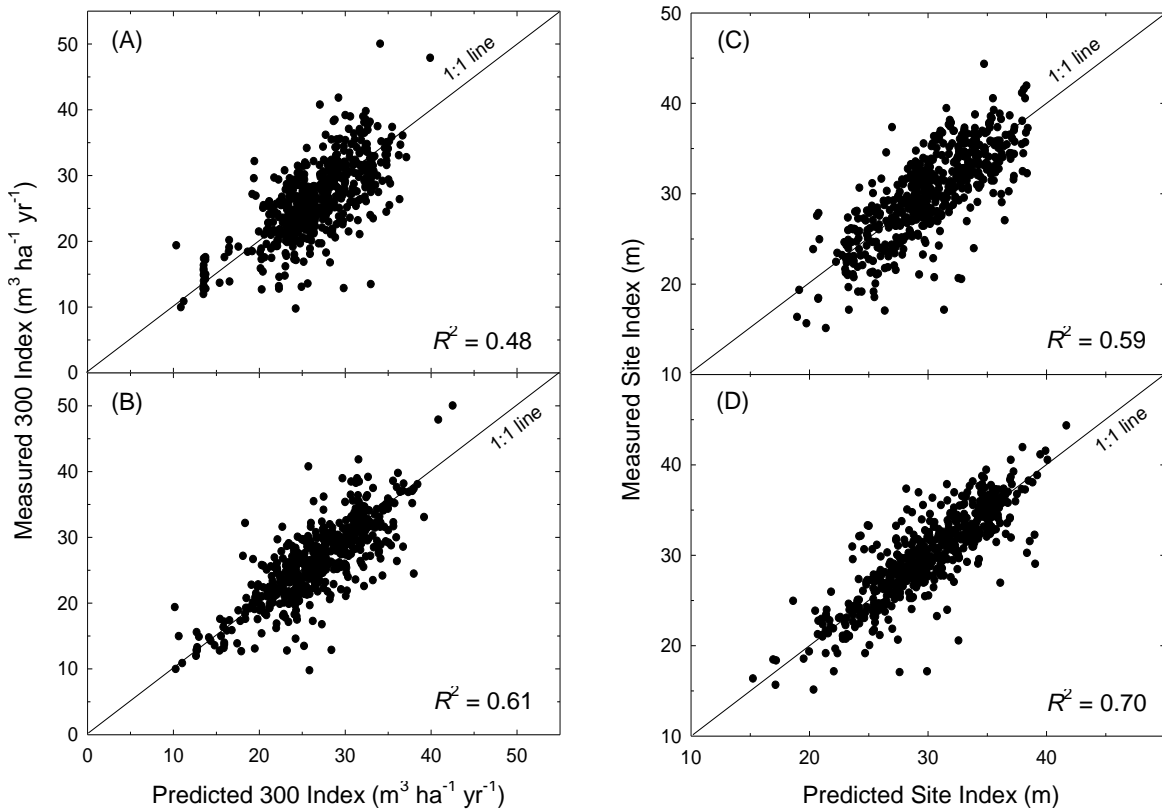 (A)
1:1 line
R² = 0.48
50
40
30
20
10
0
(B)
1:1 line
R² = 0.61
50
40
30
20
10
0
0 10 20 30 40 50
Measured 300 Index (m³ ha⁻¹ yr⁻¹)
Predicted 300 Index (m³ ha⁻¹ yr⁻¹)
(C)
1:1 line
R² = 0.59
50
40
30
20
10
(D)
1:1 line
R² = 0.70
40
30
20
10
10 20 30 40
Measured Site Index (m)
Predicted Site Index (m)